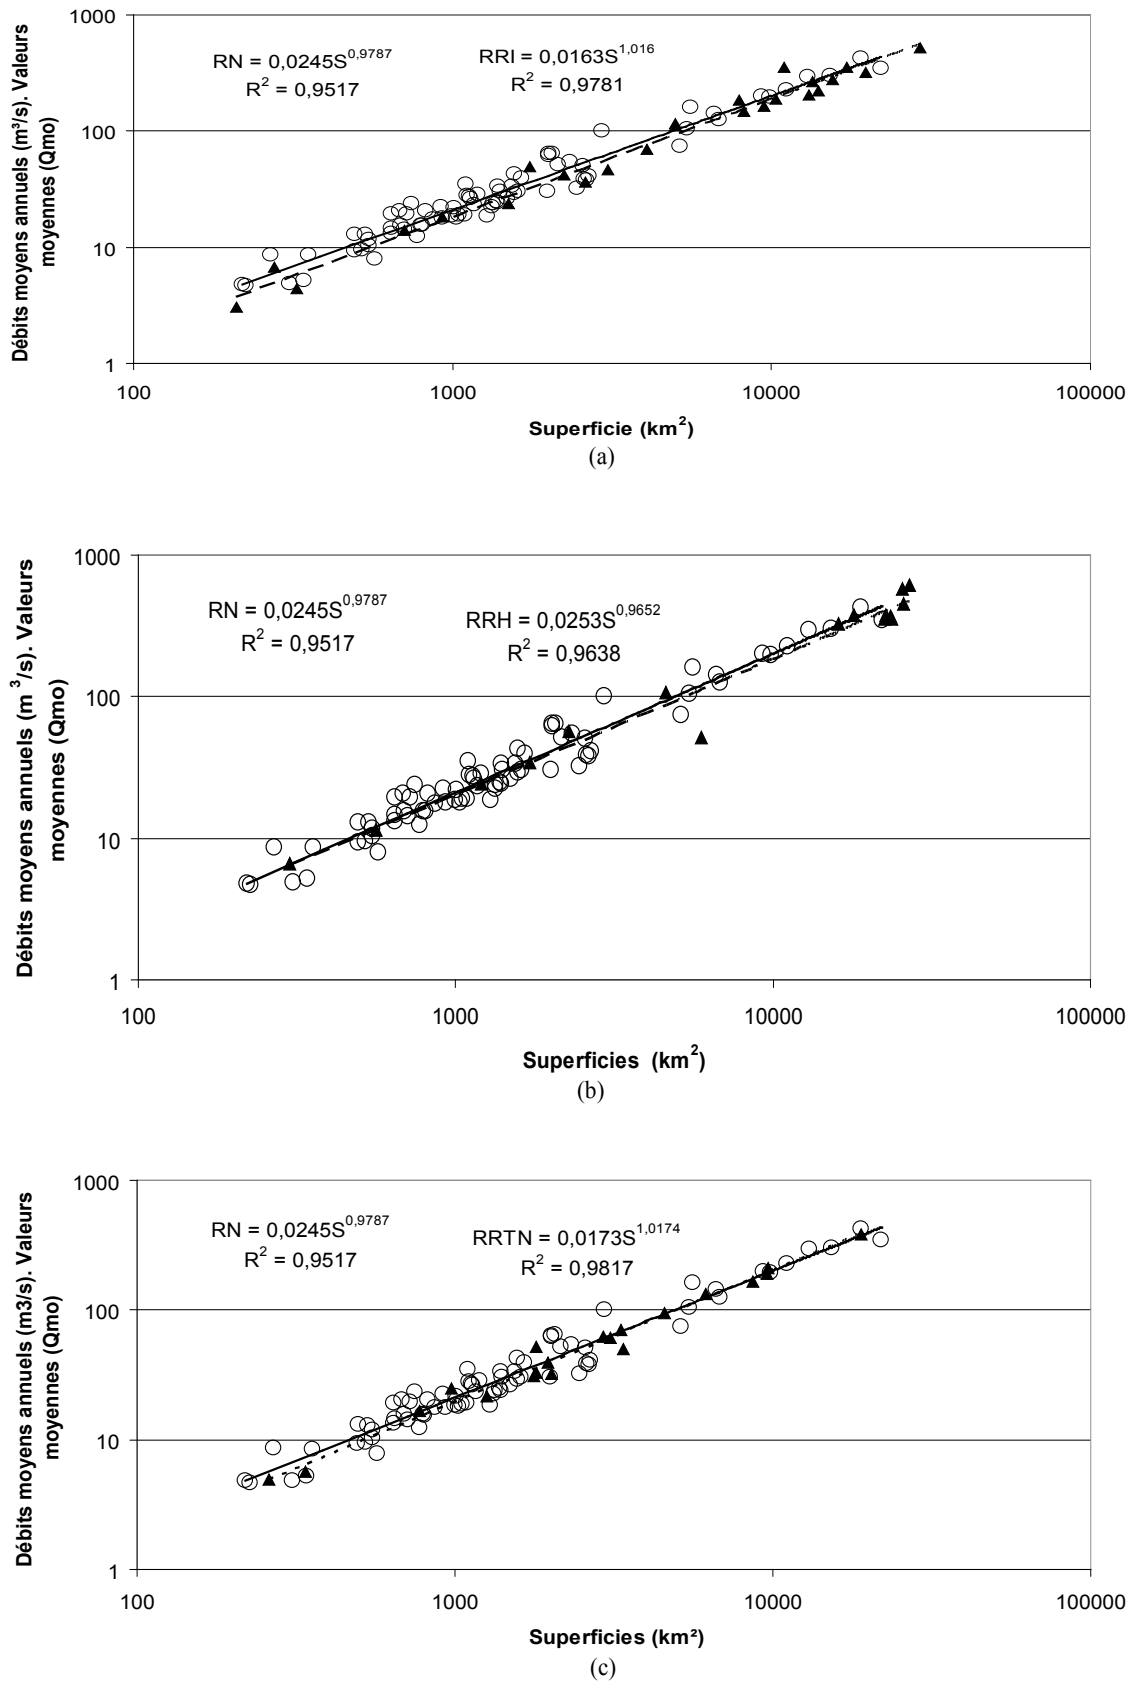 Débits moyens annuels (m³/s). Valeurs
moyennes (Qmo)
1000
100
10
1
RN = 0,0245S^0,9787
R² = 0,9517
RRI = 0,0163S^1,016
R² = 0,9781
100 1000 10000 100000
Superficie (km²)
(a)
Débits moyens annuels (m³/s). Valeurs
moyennes (Qmo)
1000
100
10
1
RN = 0,0245S^0,9787
R² = 0,9517
RRH = 0,0253S^0,9652
R² = 0,9638
100 1000 10000 100000
Superficies (km²)
(b)
Débits moyens annuels (m3/s). Valeurs
moyennes (Qmo)
1000
100
10
1
RN = 0,0245S^0,9787
R² = 0,9517
RRTN = 0,0173S^1,0174
R² = 0,9817
100 1000 10000 100000
Superficies (km²)
(c)